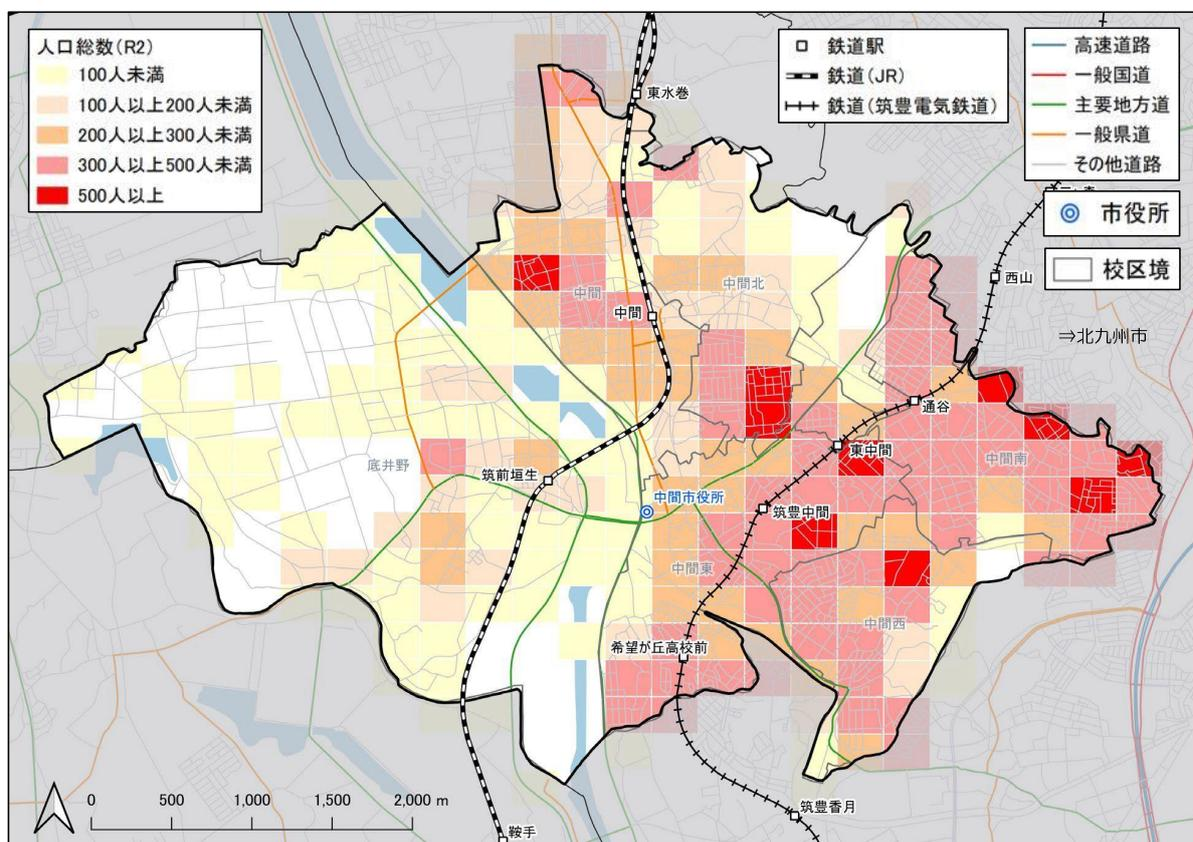 人口総数(R2)
100人未満
100人以上200人未満
200人以上300人未満
300人以上500人未満
500人以上
鉄道駅
鉄道(JR)
鉄道(筑豊電気鉄道)
高速道路
一般国道
主要地方道
一般県道
その他道路
市役所
校区境
東水巻
西山
⇒北九州市
中間北
中間
中間
通谷
東中間
中間南
底井野
筑前垣生
中間市役所
筑豊中間
中間東
中間西
希望が丘高校前
筑豊香月
鞍手
0 500 1,000 1,500 2,000 m